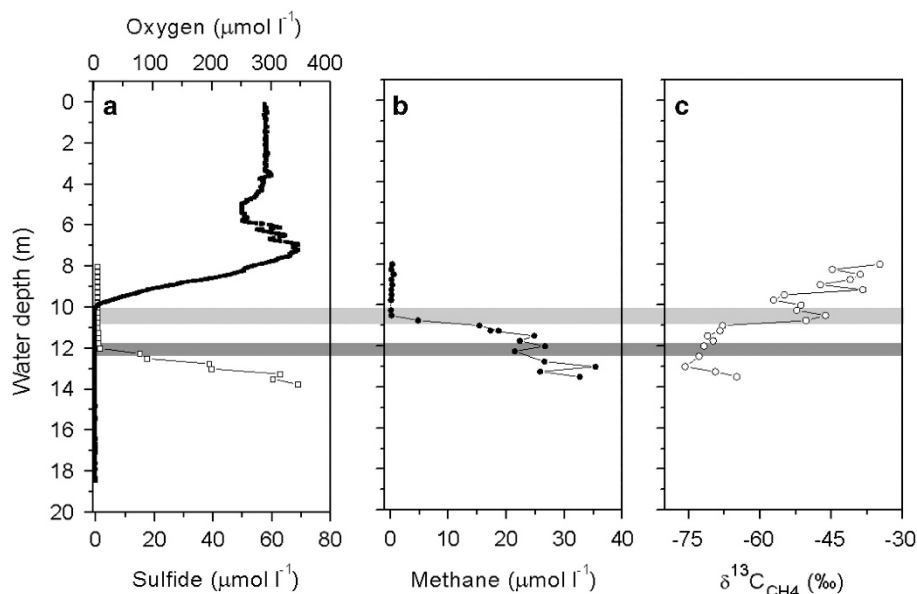 Oxygen (μmol l⁻¹)
0 100 200 300 400
a b c
Water depth (m)
0
2
4
6
8
10
12
14
16
18
20
0 20 40 60 80
0 10 20 30 40
-75 -60 -45 -30
Sulfide (μmol l⁻¹)
Methane (μmol l⁻¹)
δ¹³C_CH4 (‰)